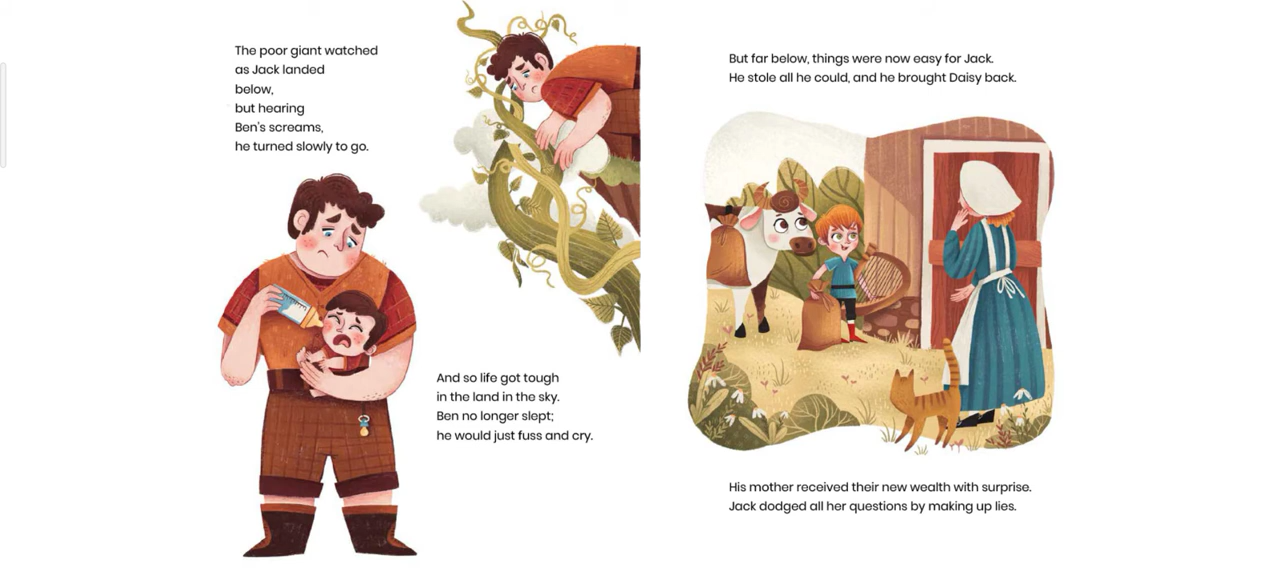 The poor giant watched
as Jack landed
below,
but hearing
Ben's screams,
he turned slowly to go.
And so life got tough
in the land in the sky.
Ben no longer slept;
he would just fuss and cry.
But far below, things were now easy for Jack.
He stole all he could, and he brought Daisy back.
His mother received their new wealth with surprise.
Jack dodged all her questions by making up lies.